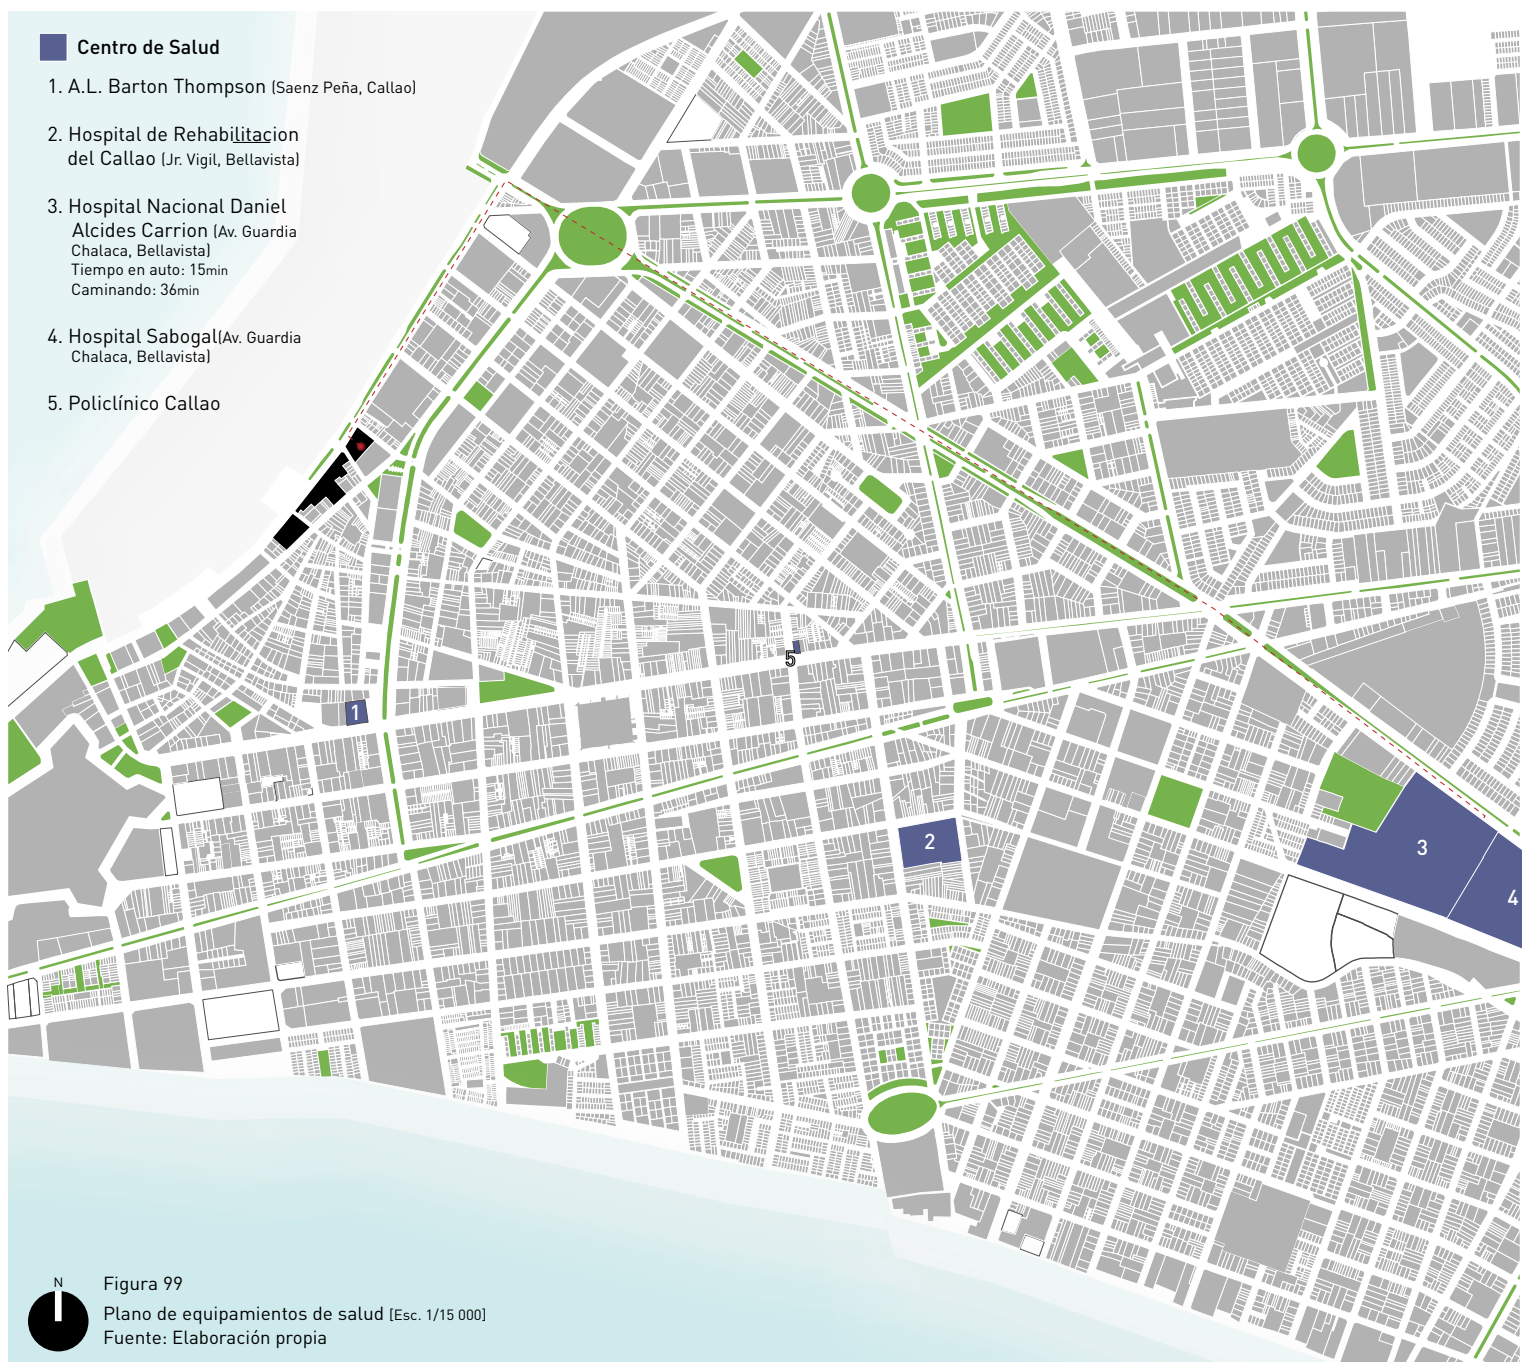 Centro de Salud
1. A.L. Barton Thompson (Saenz Peña, Callao)
2. Hospital de Rehabilitacion
del Callao (Jr. Vigil, Bellavista)
3. Hospital Nacional Daniel
Alcides Carrion (Av. Guardia
Chalaca, Bellavista)
Tiempo en auto: 15min
Caminando: 36min
4. Hospital Sabogal(Av. Guardia
Chalaca, Bellavista)
5. Policlínico Callao
5
1
2
3
4
N
Figura 99
Plano de equipamientos de salud [Esc. 1/15 000]
Fuente: Elaboración propia